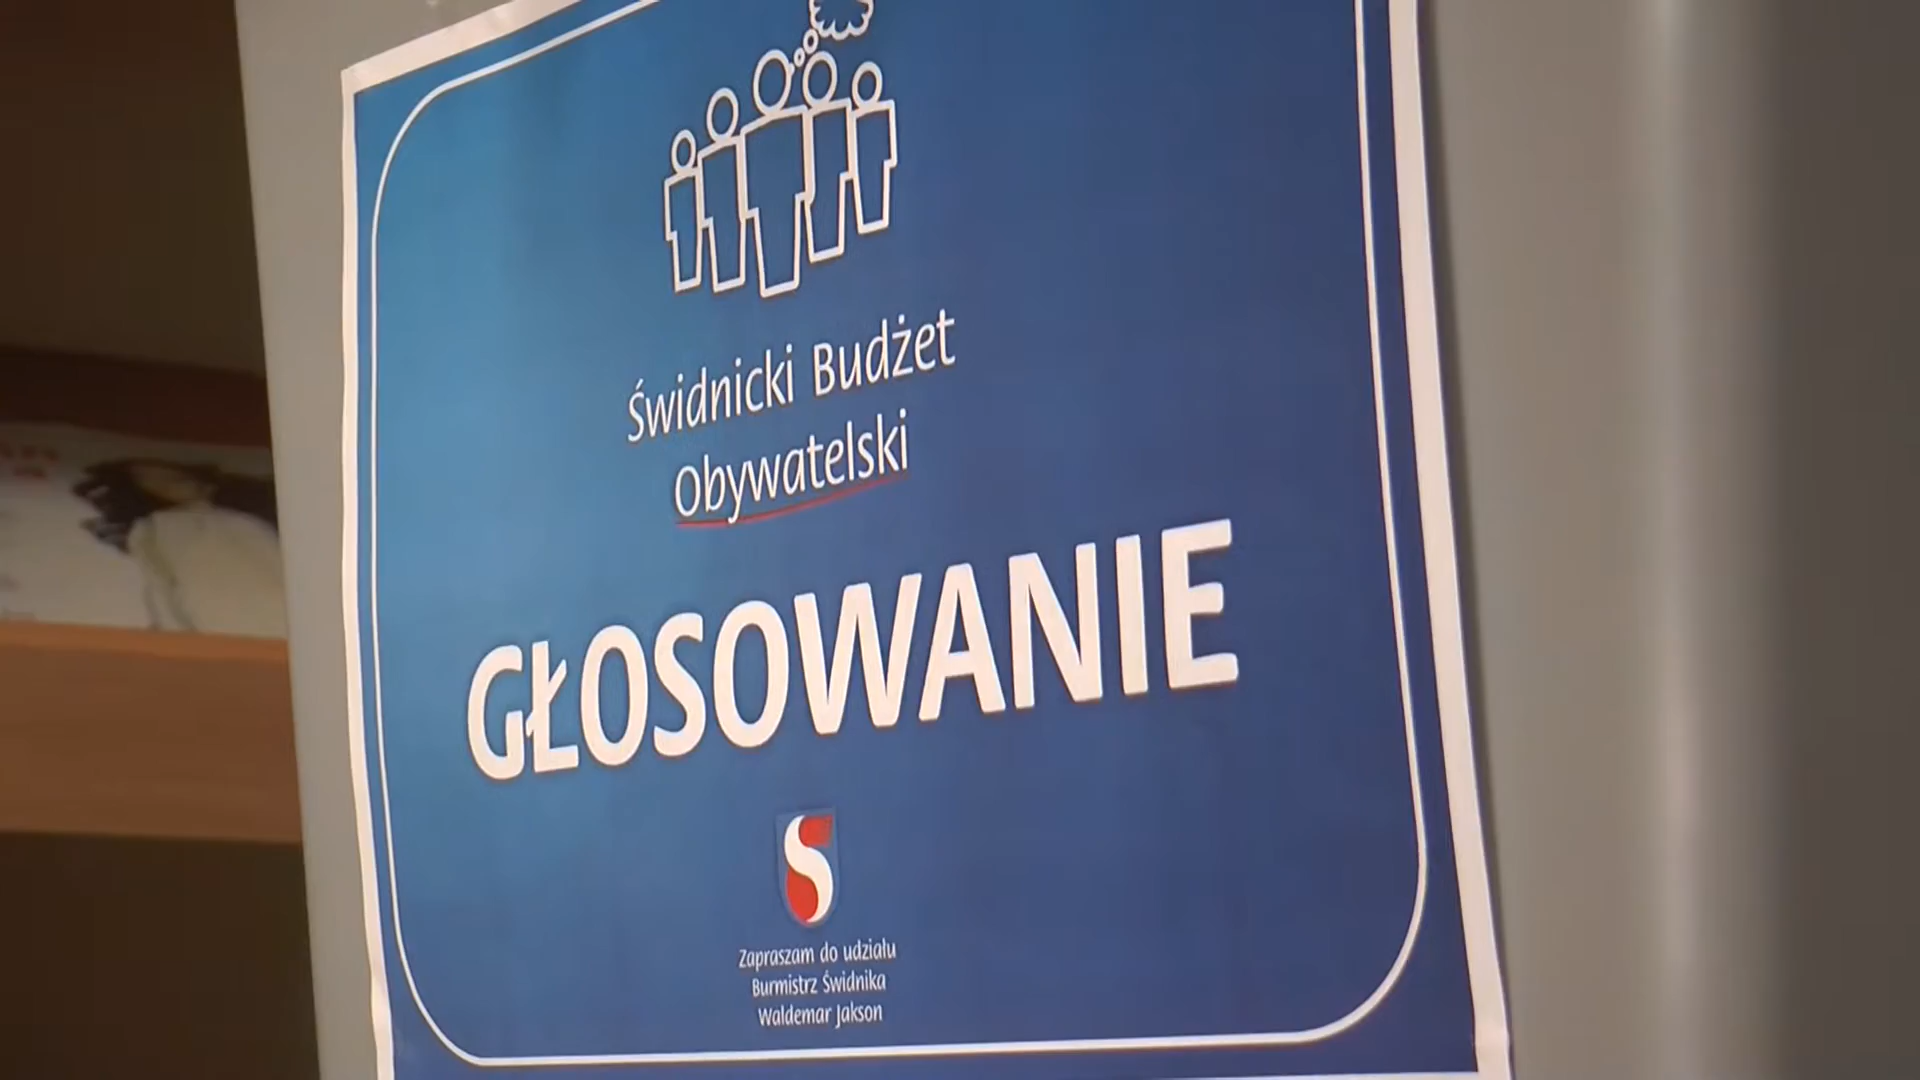 Świdnicki Budżet
Obywatelski
GŁOSOWANIE
Zapraszam do udziału
Burmistrz Świdnika
Waldemar Jakson